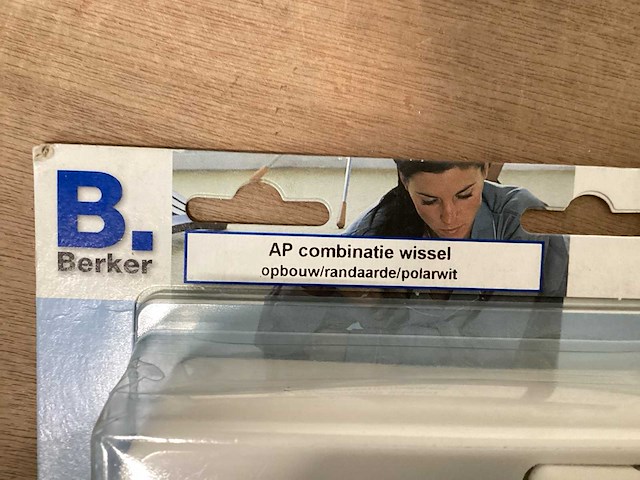 B.
Berker
AP combinatie wissel
opbouw/randaarde/polarwit